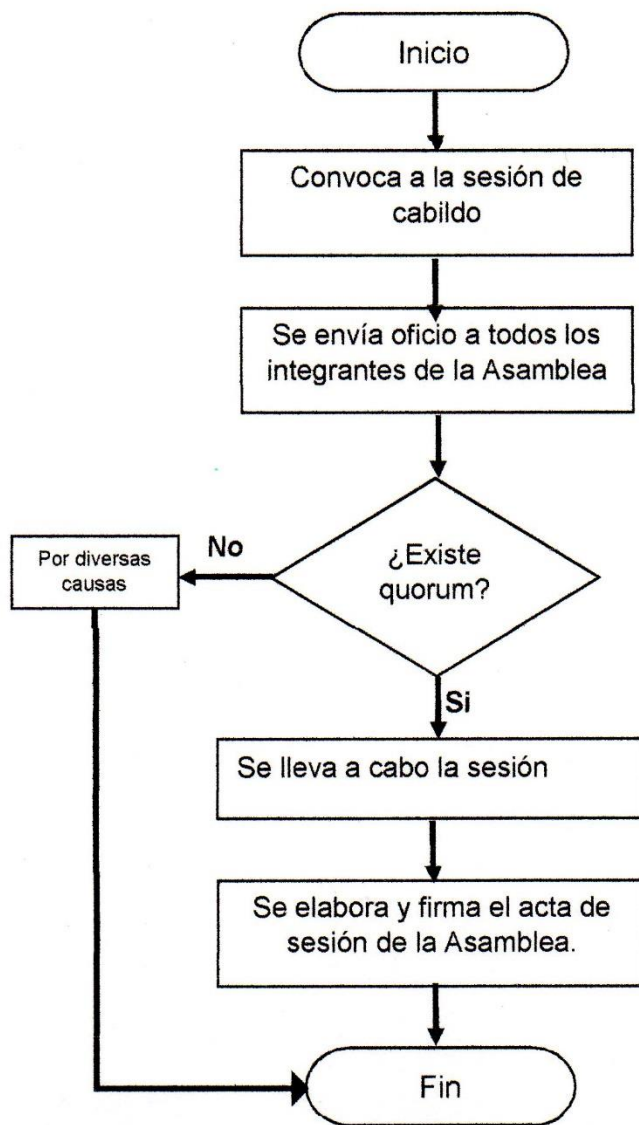 Inicio
Convoca a la sesión de
cabildo
Se envía oficio a todos los
integrantes de la Asamblea
¿Existe
quorum?
No
Por diversas
causas
Si
Se lleva a cabo la sesión
Se elabora y firma el acta de
sesión de la Asamblea.
Fin